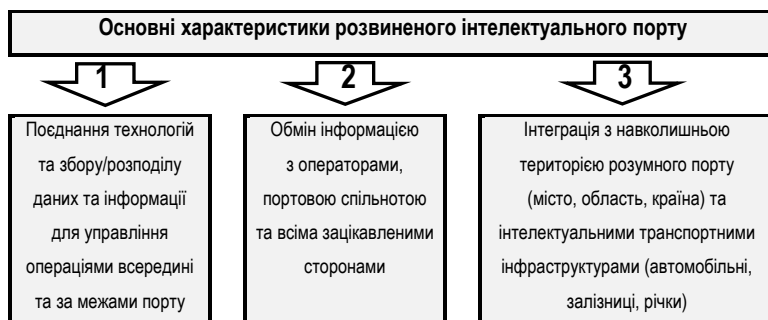 Основні характеристики розвиненого інтелектуального порту
1
2
3
Поєднання технологій
та збору/розподілу
даних та інформації
для управління
операціями всередині
та за межами порту
Обмін інформацією
з операторами,
портовою спільнотою
та всіма зацікавленими
сторонами
Інтеграція з навколишньою
територією розумного порту
(місто, область, країна) та
інтелектуальними транспортними
інфраструктурами (автомобільні,
залізниці, річки)